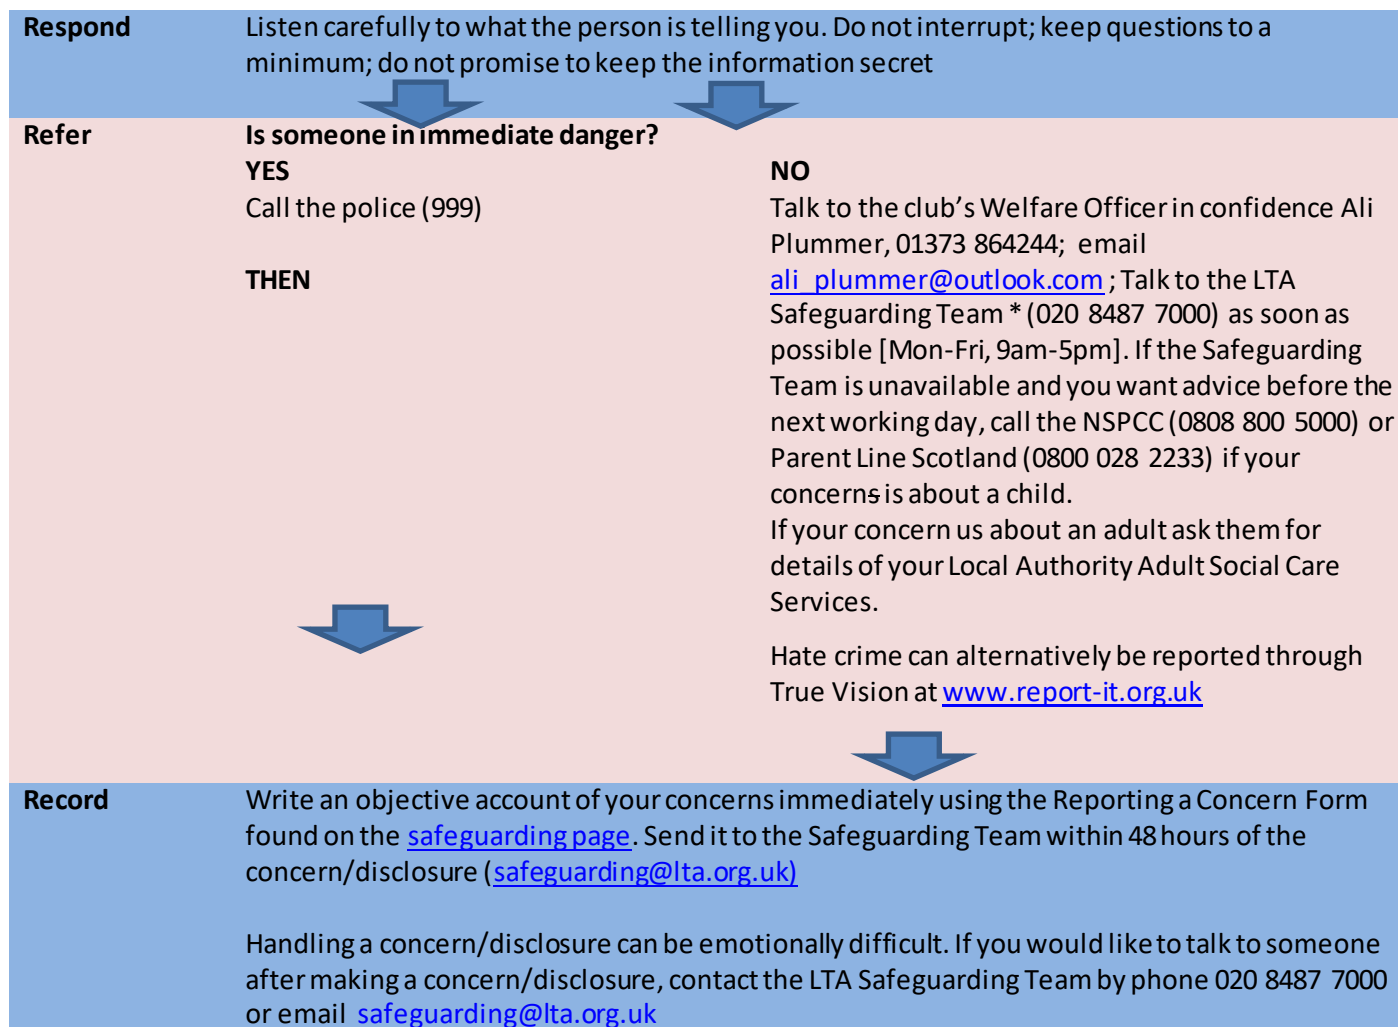 Respond
Listen carefully to what the person is telling you. Do not interrupt; keep questions to a
minimum; do not promise to keep the information secret
Refer
Is someone in immediate danger?
YES
Call the police (999)
THEN
NO
Talk to the club's Welfare Officer in confidence Ali
Plummer, 01373 864244; email
ali_plummer@outlook.com ; Talk to the LTA
Safeguarding Team * (020 8487 7000) as soon as
possible [Mon-Fri, 9am-5pm]. If the Safeguarding
Team is unavailable and you want advice before the
next working day, call the NSPCC (0808 800 5000) or
Parent Line Scotland (0800 028 2233) if your
concerns is about a child.
If your concern us about an adult ask them for
details of your Local Authority Adult Social Care
Services.
Hate crime can alternatively be reported through
True Vision at www.report-it.org.uk
Record
Write an objective account of your concerns immediately using the Reporting a Concern Form
found on the safeguarding page. Send it to the Safeguarding Team within 48 hours of the
concern/disclosure (safeguarding@lta.org.uk)
Handling a concern/disclosure can be emotionally difficult. If you would like to talk to someone
after making a concern/disclosure, contact the LTA Safeguarding Team by phone 020 8487 7000
or email safeguarding@lta.org.uk